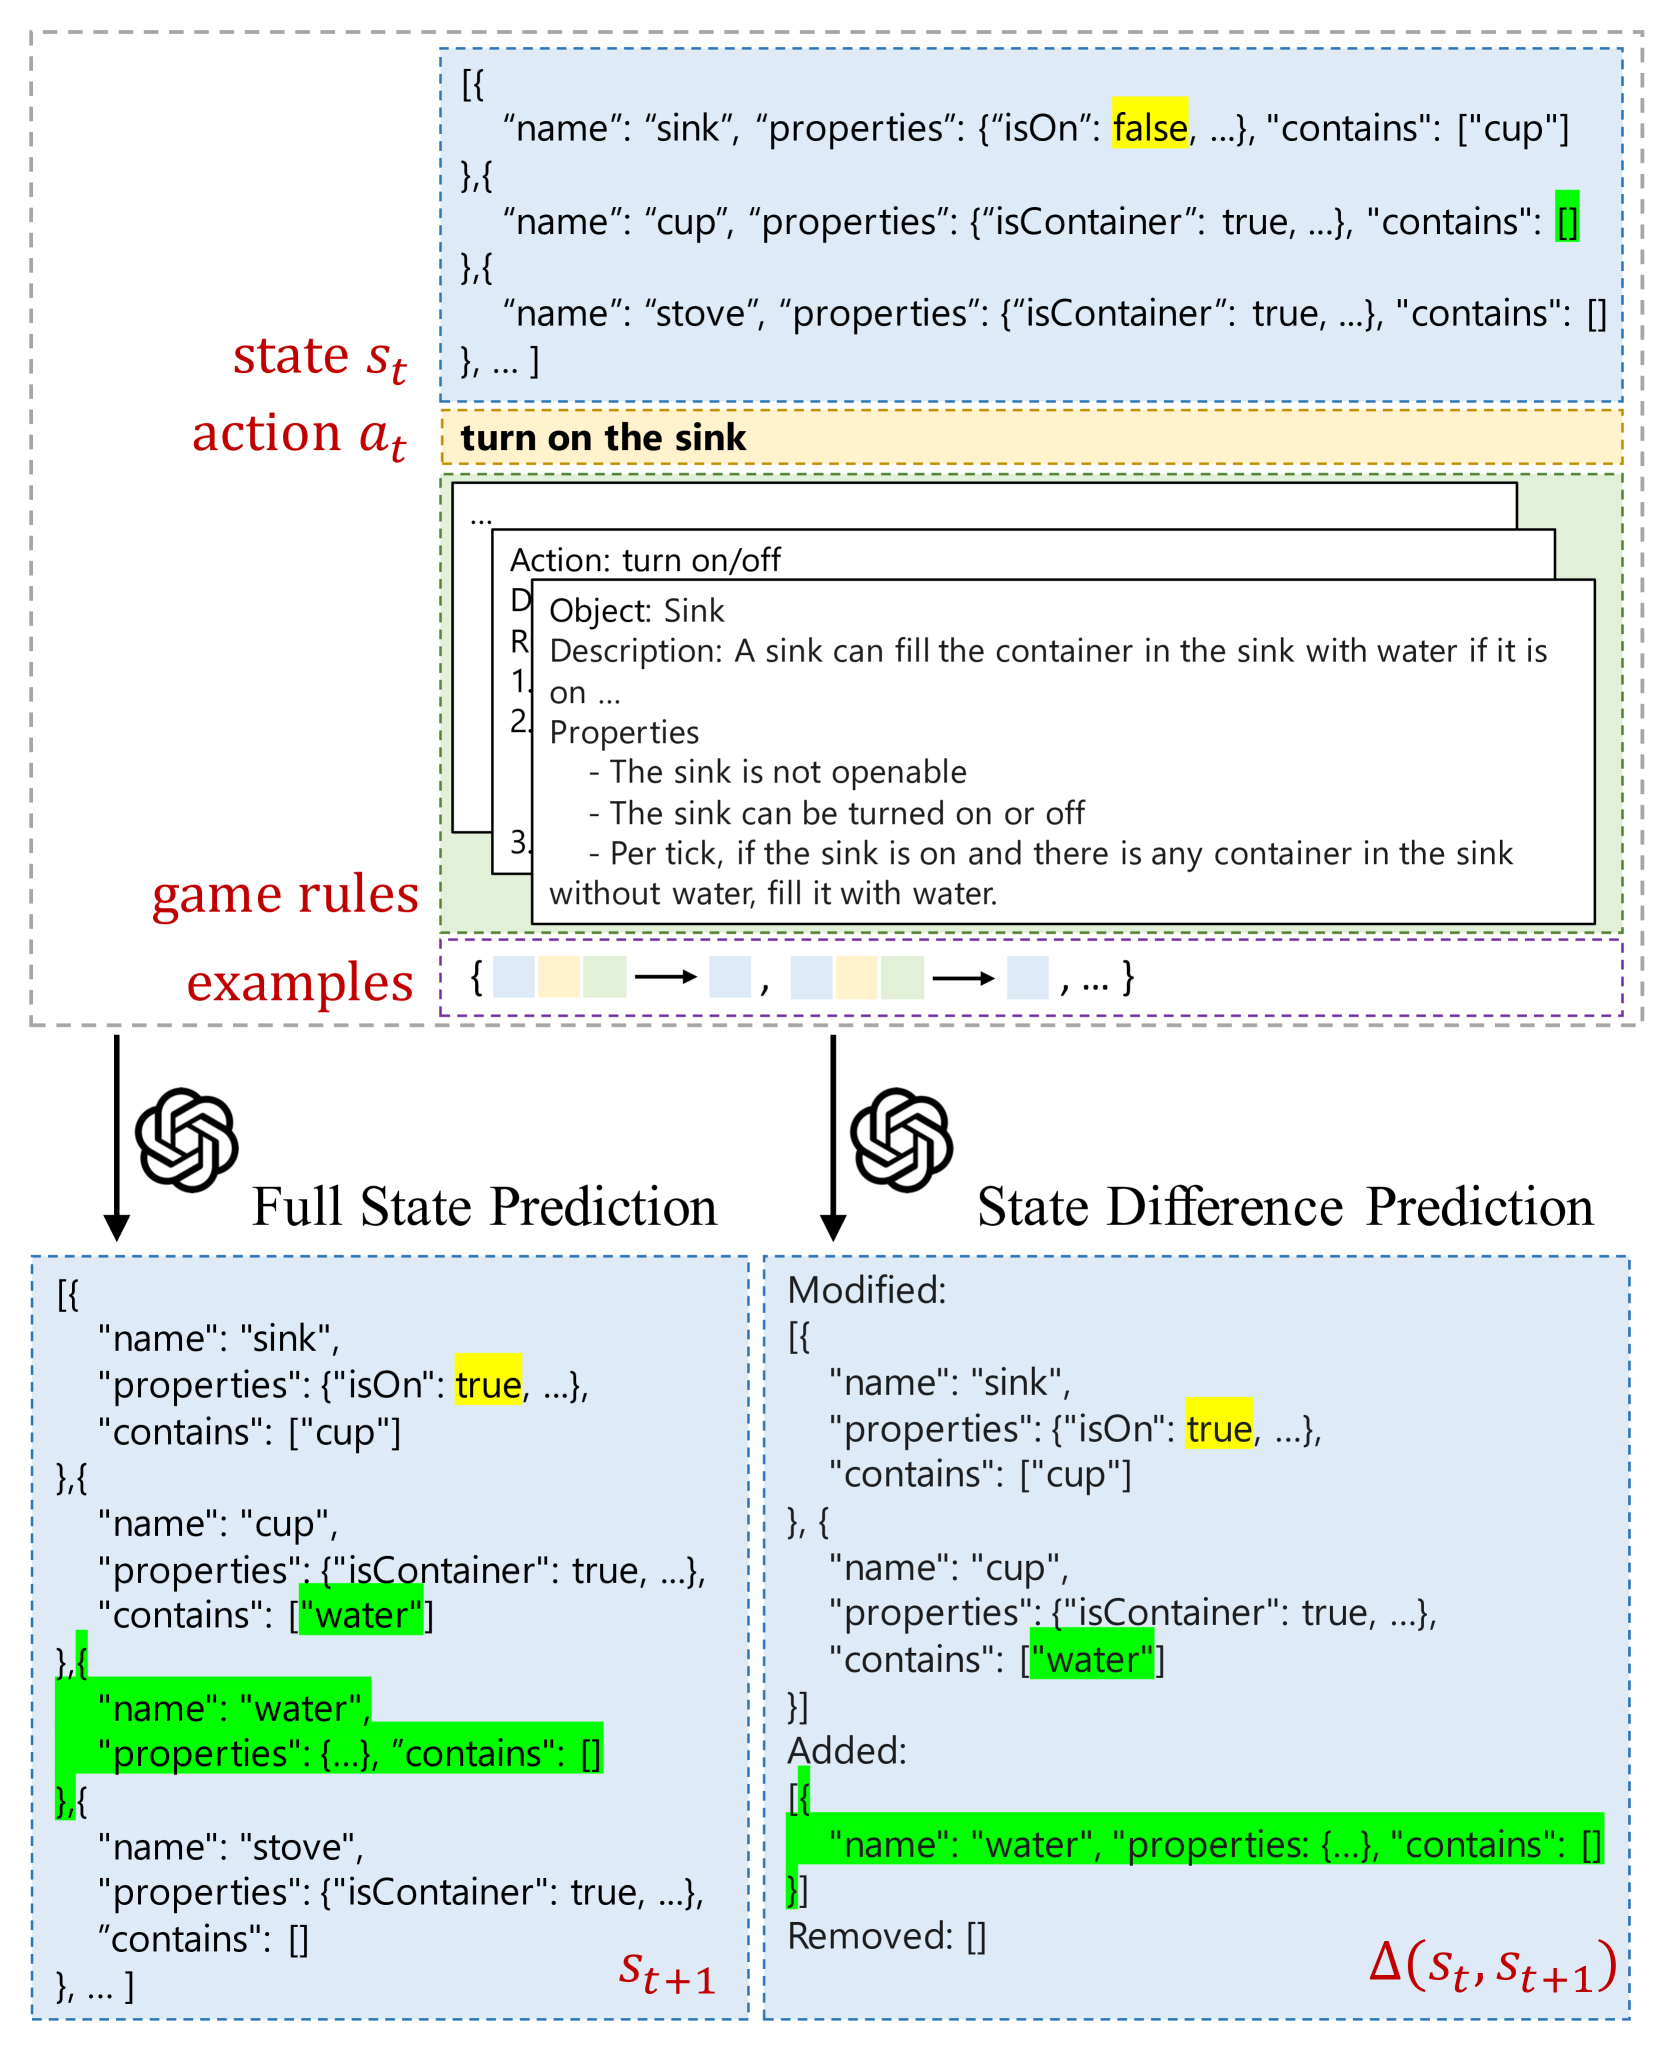 [{
“name”: “sink”, “properties”: {“isOn”: false, ...}, "contains": ["cup"]
},{
“name”: “cup”, “properties”: {“isContainer”: true, ...}, "contains": []
},{
“name”: “stove”, “properties”: {“isContainer”: true, ...}, "contains": []
}, ... ]
state s_t
action a_t
turn on the sink
...
Action: turn on/off
D
R
1.
2.
3.
Object: Sink
Description: A sink can fill the container in the sink with water if it is
on ...
Properties
- The sink is not openable
- The sink can be turned on or off
- Per tick, if the sink is on and there is any container in the sink
without water, fill it with water.
game rules
examples
{ , , ... }
Full State Prediction
[{
"name": "sink",
"properties": {"isOn": true, ...},
"contains": ["cup"]
},{
"name": "cup",
"properties": {"isContainer": true, ...},
"contains": ["water"]
},{
"name": "water",
"properties": {...}, ”contains": []
},{
"name": "stove",
"properties": {"isContainer": true, ...},
”contains": []
}, ... ]
s_{t+1}
State Difference Prediction
Modified:
[{
"name": "sink",
"properties": {"isOn": true, ...},
"contains": ["cup"]
}, {
"name": "cup",
"properties": {"isContainer": true, ...},
"contains": ["water"]
}]
Added:
[{
"name": "water", "properties: {...}, "contains": []
}]
Removed: []
Δ(s_t, s_{t+1})